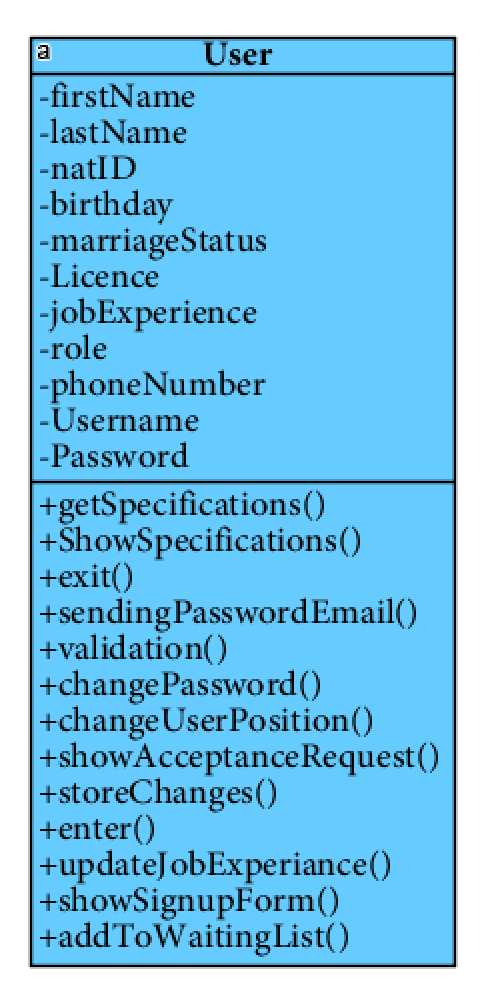 a
User
-firstName
-lastName
-natID
-birthday
-marriageStatus
-Licence
-jobExperience
-role
-phoneNumber
-Username
-Password
+getSpecifications()
+ShowSpecifications()
+exit()
+sendingPasswordEmail()
+validation()
+changePassword()
+changeUserPosition()
+showAcceptanceRequest()
+storeChanges()
+enter()
+updateJobExperiance()
+showSignupForm()
+addToWaitingList()